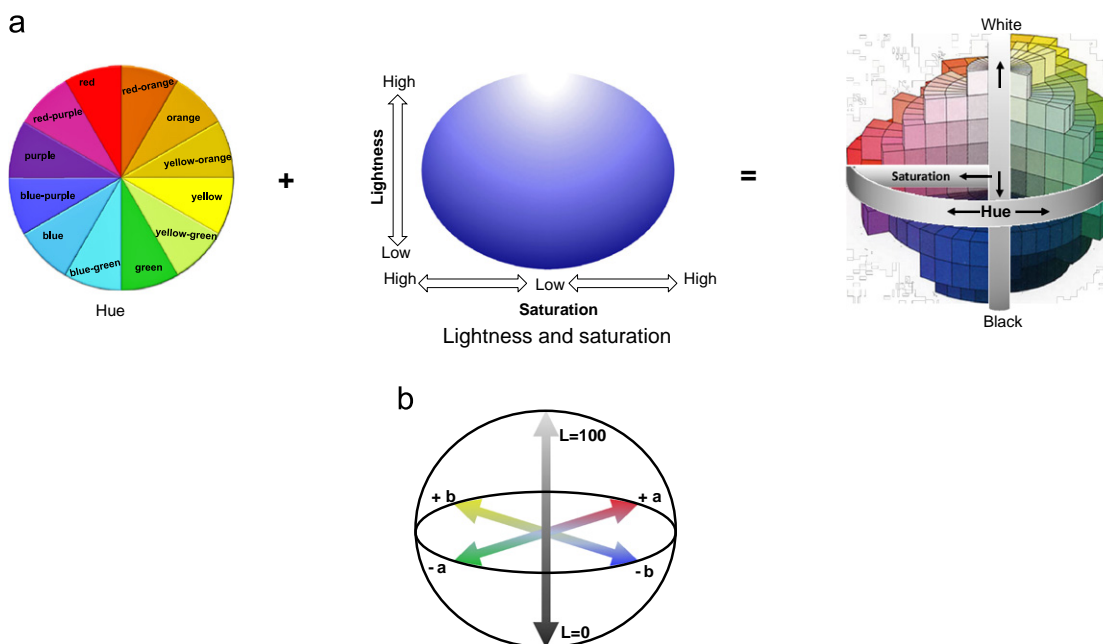 a
red
red-orange
orange
yellow-orange
yellow
yellow-green
green
blue-green
blue
blue-purple
purple
red-purple
Hue
+
High
Lightness
Low
High
Low
High
Saturation
Lightness and saturation
=
White
Saturation
Hue
Black
b
L=100
+ b
+ a
- a
- b
L=0